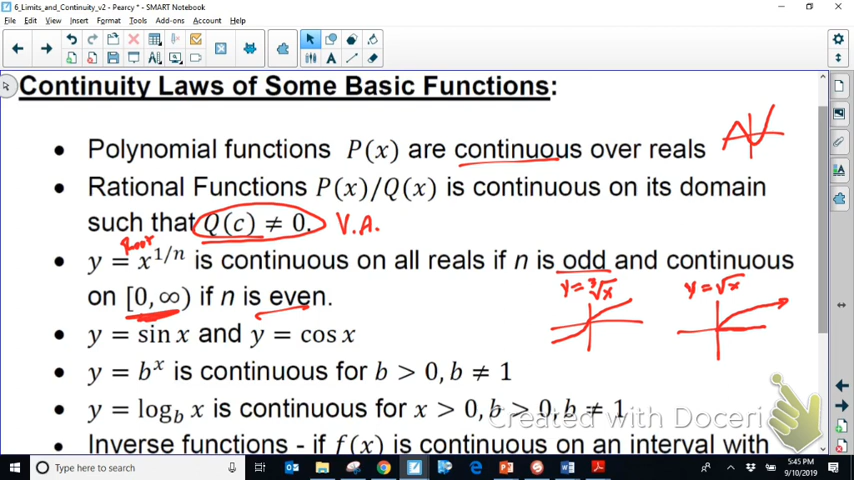 6_Limits_and_Continuity_v2 - Pearcy * - SMART Notebook
File Edit View Insert Format Tools Add-ons Account Help
Continuity Laws of Some Basic Functions:
• Polynomial functions P(x) are continuous over reals
• Rational Functions P(x)/Q(x) is continuous on its domain
such that Q(c) ≠ 0. V.A.
Root
• y = x^{1/n} is continuous on all reals if n is odd and continuous
on [0, ∞) if n is even. y = ∛x y = √x
• y = sin x and y = cos x
• y = b^x is continuous for b > 0, b ≠ 1
• y = log_b x is continuous for x > 0, b > 0, b ≠ 1
Created with Doceri
• Inverse functions - if f(x) is continuous on an interval with
Type here to search
5:45 PM
9/10/2019